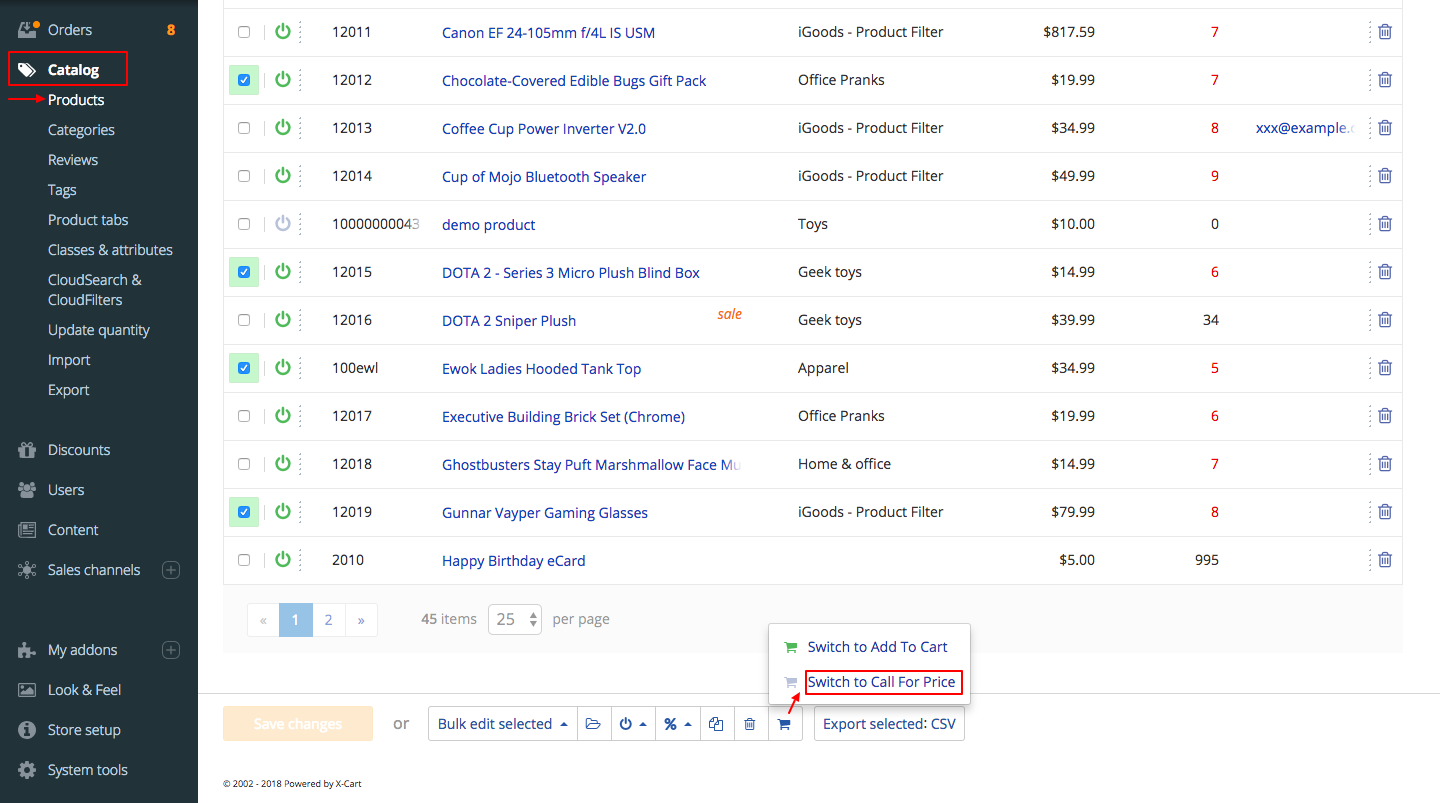 Orders 8
Catalog
Products
Categories
Reviews
Tags
Product tabs
Classes & attributes
CloudSearch &
CloudFilters
Update quantity
Import
Export
Discounts
Users
Content
Sales channels
My addons
Look & Feel
Store setup
System tools
12011 Canon EF 24-105mm f/4L IS USM iGoods - Product Filter $817.59 7
12012 Chocolate-Covered Edible Bugs Gift Pack Office Pranks $19.99 7
12013 Coffee Cup Power Inverter V2.0 iGoods - Product Filter $34.99 8 xxx@example.
12014 Cup of Mojo Bluetooth Speaker iGoods - Product Filter $49.99 9
10000000043 demo product Toys $10.00 0
12015 DOTA 2 - Series 3 Micro Plush Blind Box Geek toys $14.99 6
12016 DOTA 2 Sniper Plush sale Geek toys $39.99 34
100ewl Ewok Ladies Hooded Tank Top Apparel $34.99 5
12017 Executive Building Brick Set (Chrome) Office Pranks $19.99 6
12018 Ghostbusters Stay Puft Marshmallow Face Mu Home & office $14.99 7
12019 Gunnar Vayper Gaming Glasses iGoods - Product Filter $79.99 8
2010 Happy Birthday eCard $5.00 995
« 1 2 » 45 items 25 per page
Switch to Add To Cart
Switch to Call For Price
Save changes or Bulk edit selected % Export selected: CSV
© 2002 - 2018 Powered by X-Cart